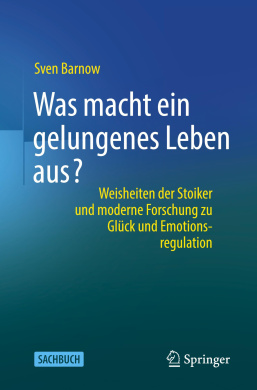 Sven Barnow
Was macht ein
gelungenes Leben
aus?
Weisheiten der Stoiker
und moderne Forschung zu
Glück und Emotions-
regulation
SACHBUCH
Springer